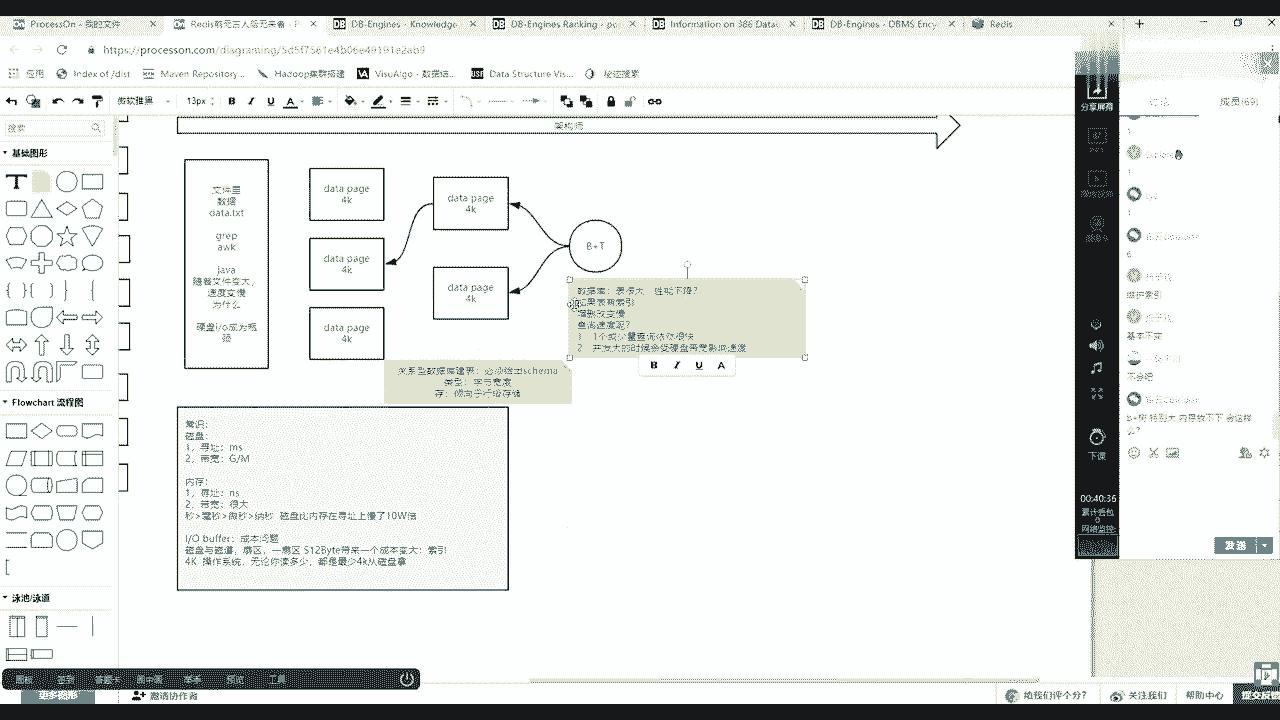 ProcessOn - 我的文件
Redis的
DB-Engines - Knowledge
DB-Engines Ranking - po
Information on 386 Datab
DB-Engines - DBMS Ency
Redis
https://processon.com/diagraming/5d5f7561e4b06e49191e2ab9
应用
Index of /dist
Maven Repository...
Hadoop集群搭建
VisuAlgo - 数据结...
Data Structure Vis...
秘迹搜索
微软雅黑
13px
B I U A
分享屏幕
讨论
成员(69)
搜索
架构师
基础图形
文件里
数据
data.txt
grep
awk
java
随着文件变大,
速度变慢
为什么
硬盘I/O成为瓶
颈
data page
4k
data page
4k
data page
4k
data page
4k
data page
4k
B+T
数据库:表很大,性能下降?
如果表有索引
增删改变慢
查询速度呢?
1,1个或少量查询依然很快
2,并发大的时候会受硬盘带宽影响速度
B I U A
关系型数据库建表:必须给出schema
类型:字节宽度
存:倾向于行级存储
Flowchart 流程图
常识:
磁盘:
1,寻址:ms
2,带宽:G/M
内存:
1,寻址:ns
2,带宽:很大
秒>毫秒>微秒>纳秒 磁盘比内存在寻址上慢了10W倍
I/O buffer:成本问题
磁盘与磁道,扇区,一扇区 512Byte带来一个成本变大:索引
4K 操作系统,无论你读多少,都是最少4k从磁盘拿
泳池/泳道
1
1
1
6
维护索引
基本不变
不会吧
b+树 特别大 内存放不下 会这样
么?
下课
00:40:36
累计丢包
0
网络监控:
发送
工具
更多图形
邀请协作者
给我们评个分?
关注我们
帮助中心
提交反馈